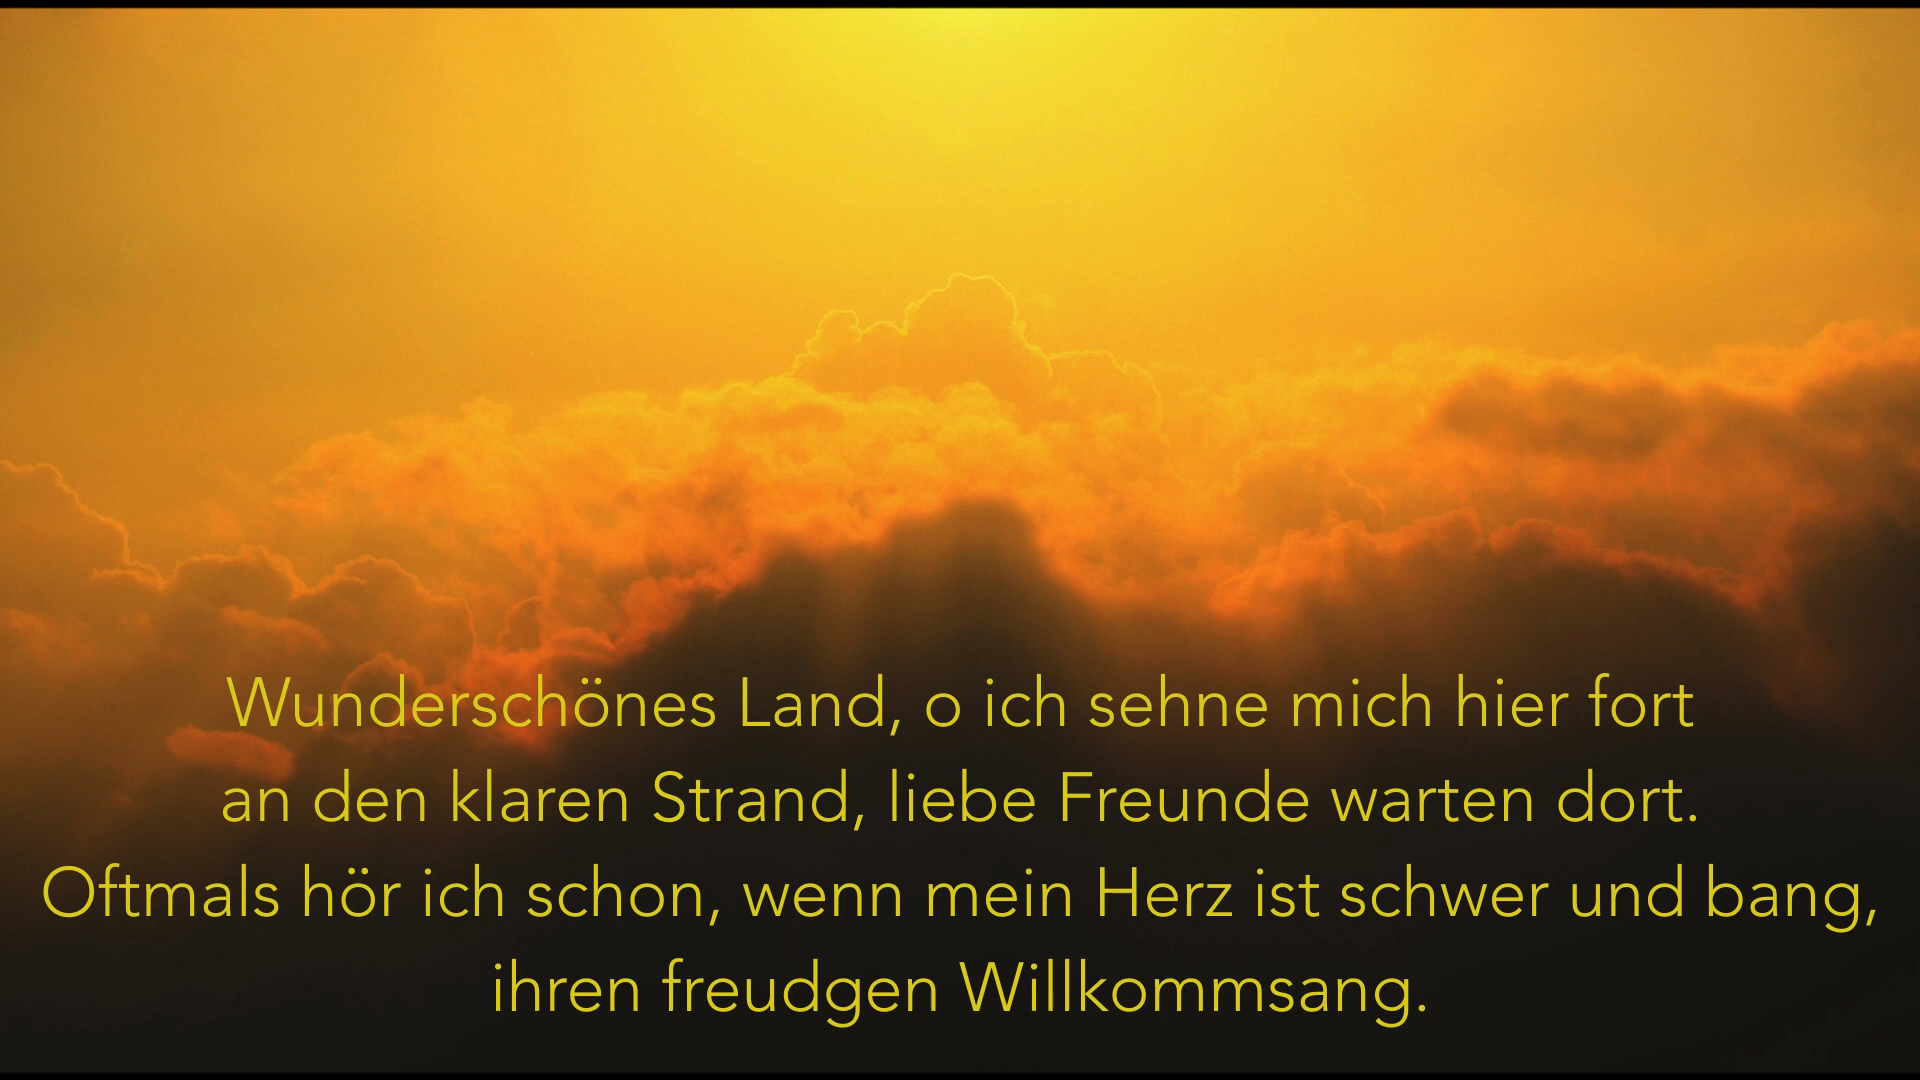 Wunderschönes Land, o ich sehne mich hier fort
an den klaren Strand, liebe Freunde warten dort.
Oftmals hör ich schon, wenn mein Herz ist schwer und bang,
ihren freudgen Willkommsang.